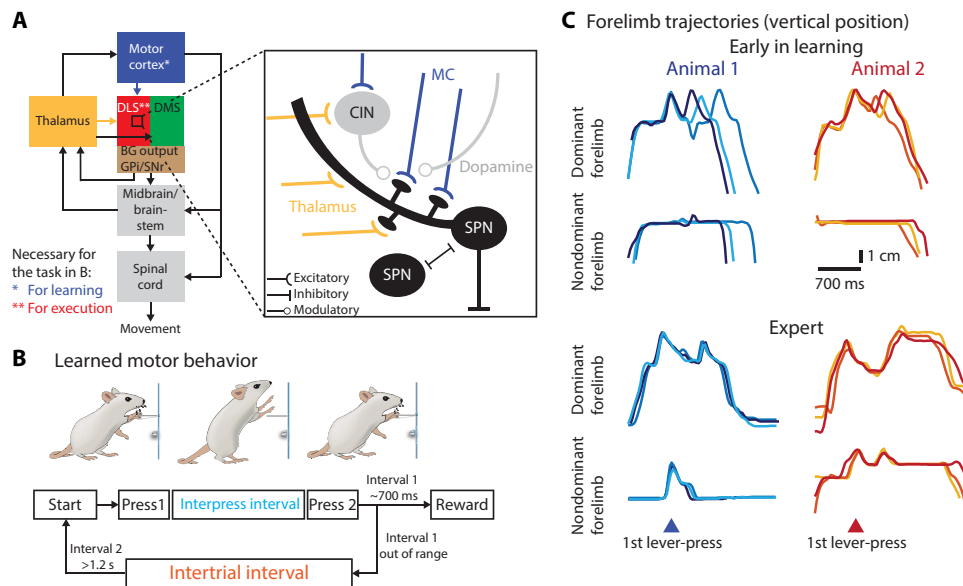 A
Motor
cortex*
DLS**
DMS
Thalamus
BG output
GPi/SNr
Midbrain/
brain-
stem
Necessary for
the task in B:
* For learning
** For execution
Spinal
cord
Movement
MC
CIN
Dopamine
Thalamus
SPN
SPN
Excitatory
Inhibitory
Modulatory
B Learned motor behavior
Start
Press1
Interpress interval
Press 2
Interval 1
~700 ms
Reward
Interval 2
>1.2 s
Interval 1
out of range
Intertrial interval
C Forelimb trajectories (vertical position)
Early in learning
Animal 1
Animal 2
Dominant
forelimb
Nondominant
forelimb
1 cm
700 ms
Expert
Dominant
forelimb
Nondominant
forelimb
1st lever-press
1st lever-press